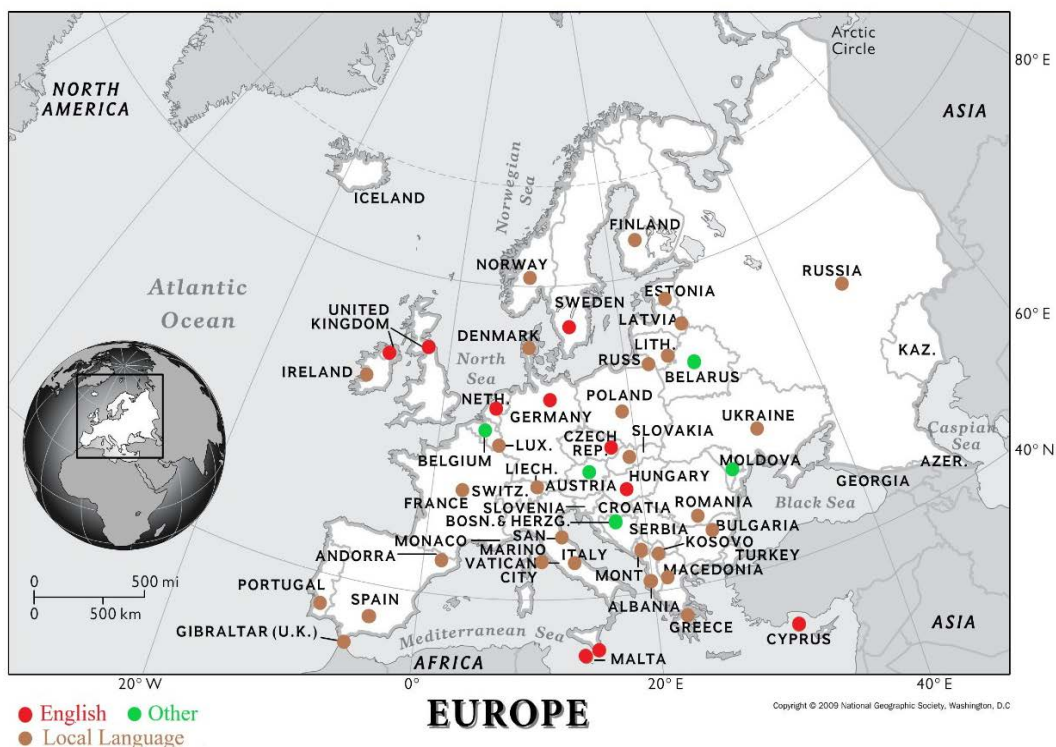 Arctic
Circle
80° E
NORTH
AMERICA
ASIA
ICELAND
Norwegian
Sea
FINLAND
RUSSIA
NORWAY
Atlantic
Ocean
SWEDEN
ESTONIA
UNITED
KINGDOM
LATVIA
60° E
DENMARK
LITH.
North
Sea
RUSS
KAZ.
IRELAND
BELARUS
NETH.
POLAND
GERMANY
UKRAINE
Caspian
Sea
CZECH
REP.
SLOVAKIA
LUX.
40° N
BELGIUM
MOLDOVA
AZER.
LIECH.
HUNGARY
AUSTRIA
GEORGIA
FRANCE
SWITZ.
Black Sea
SLOVENIA
CROATIA
ROMANIA
BOSN. & HERZG.
SERBIA
BULGARIA
MONACO
SAN
MARINO
KOSOVO
ANDORRA
ITALY
TURKEY
VATICAN
CITY
MONT
MACEDONIA
0 500 mi
0 500 km
PORTUGAL
SPAIN
ALBANIA
GREECE
GIBRALTAR (U.K.)
Mediterranean Sea
CYPRUS
ASIA
AFRICA
MALTA
20° W
0°
20° E
40° E
English
Other
Local Language
EUROPE
Copyright © 2009 National Geographic Society, Washington, D.C